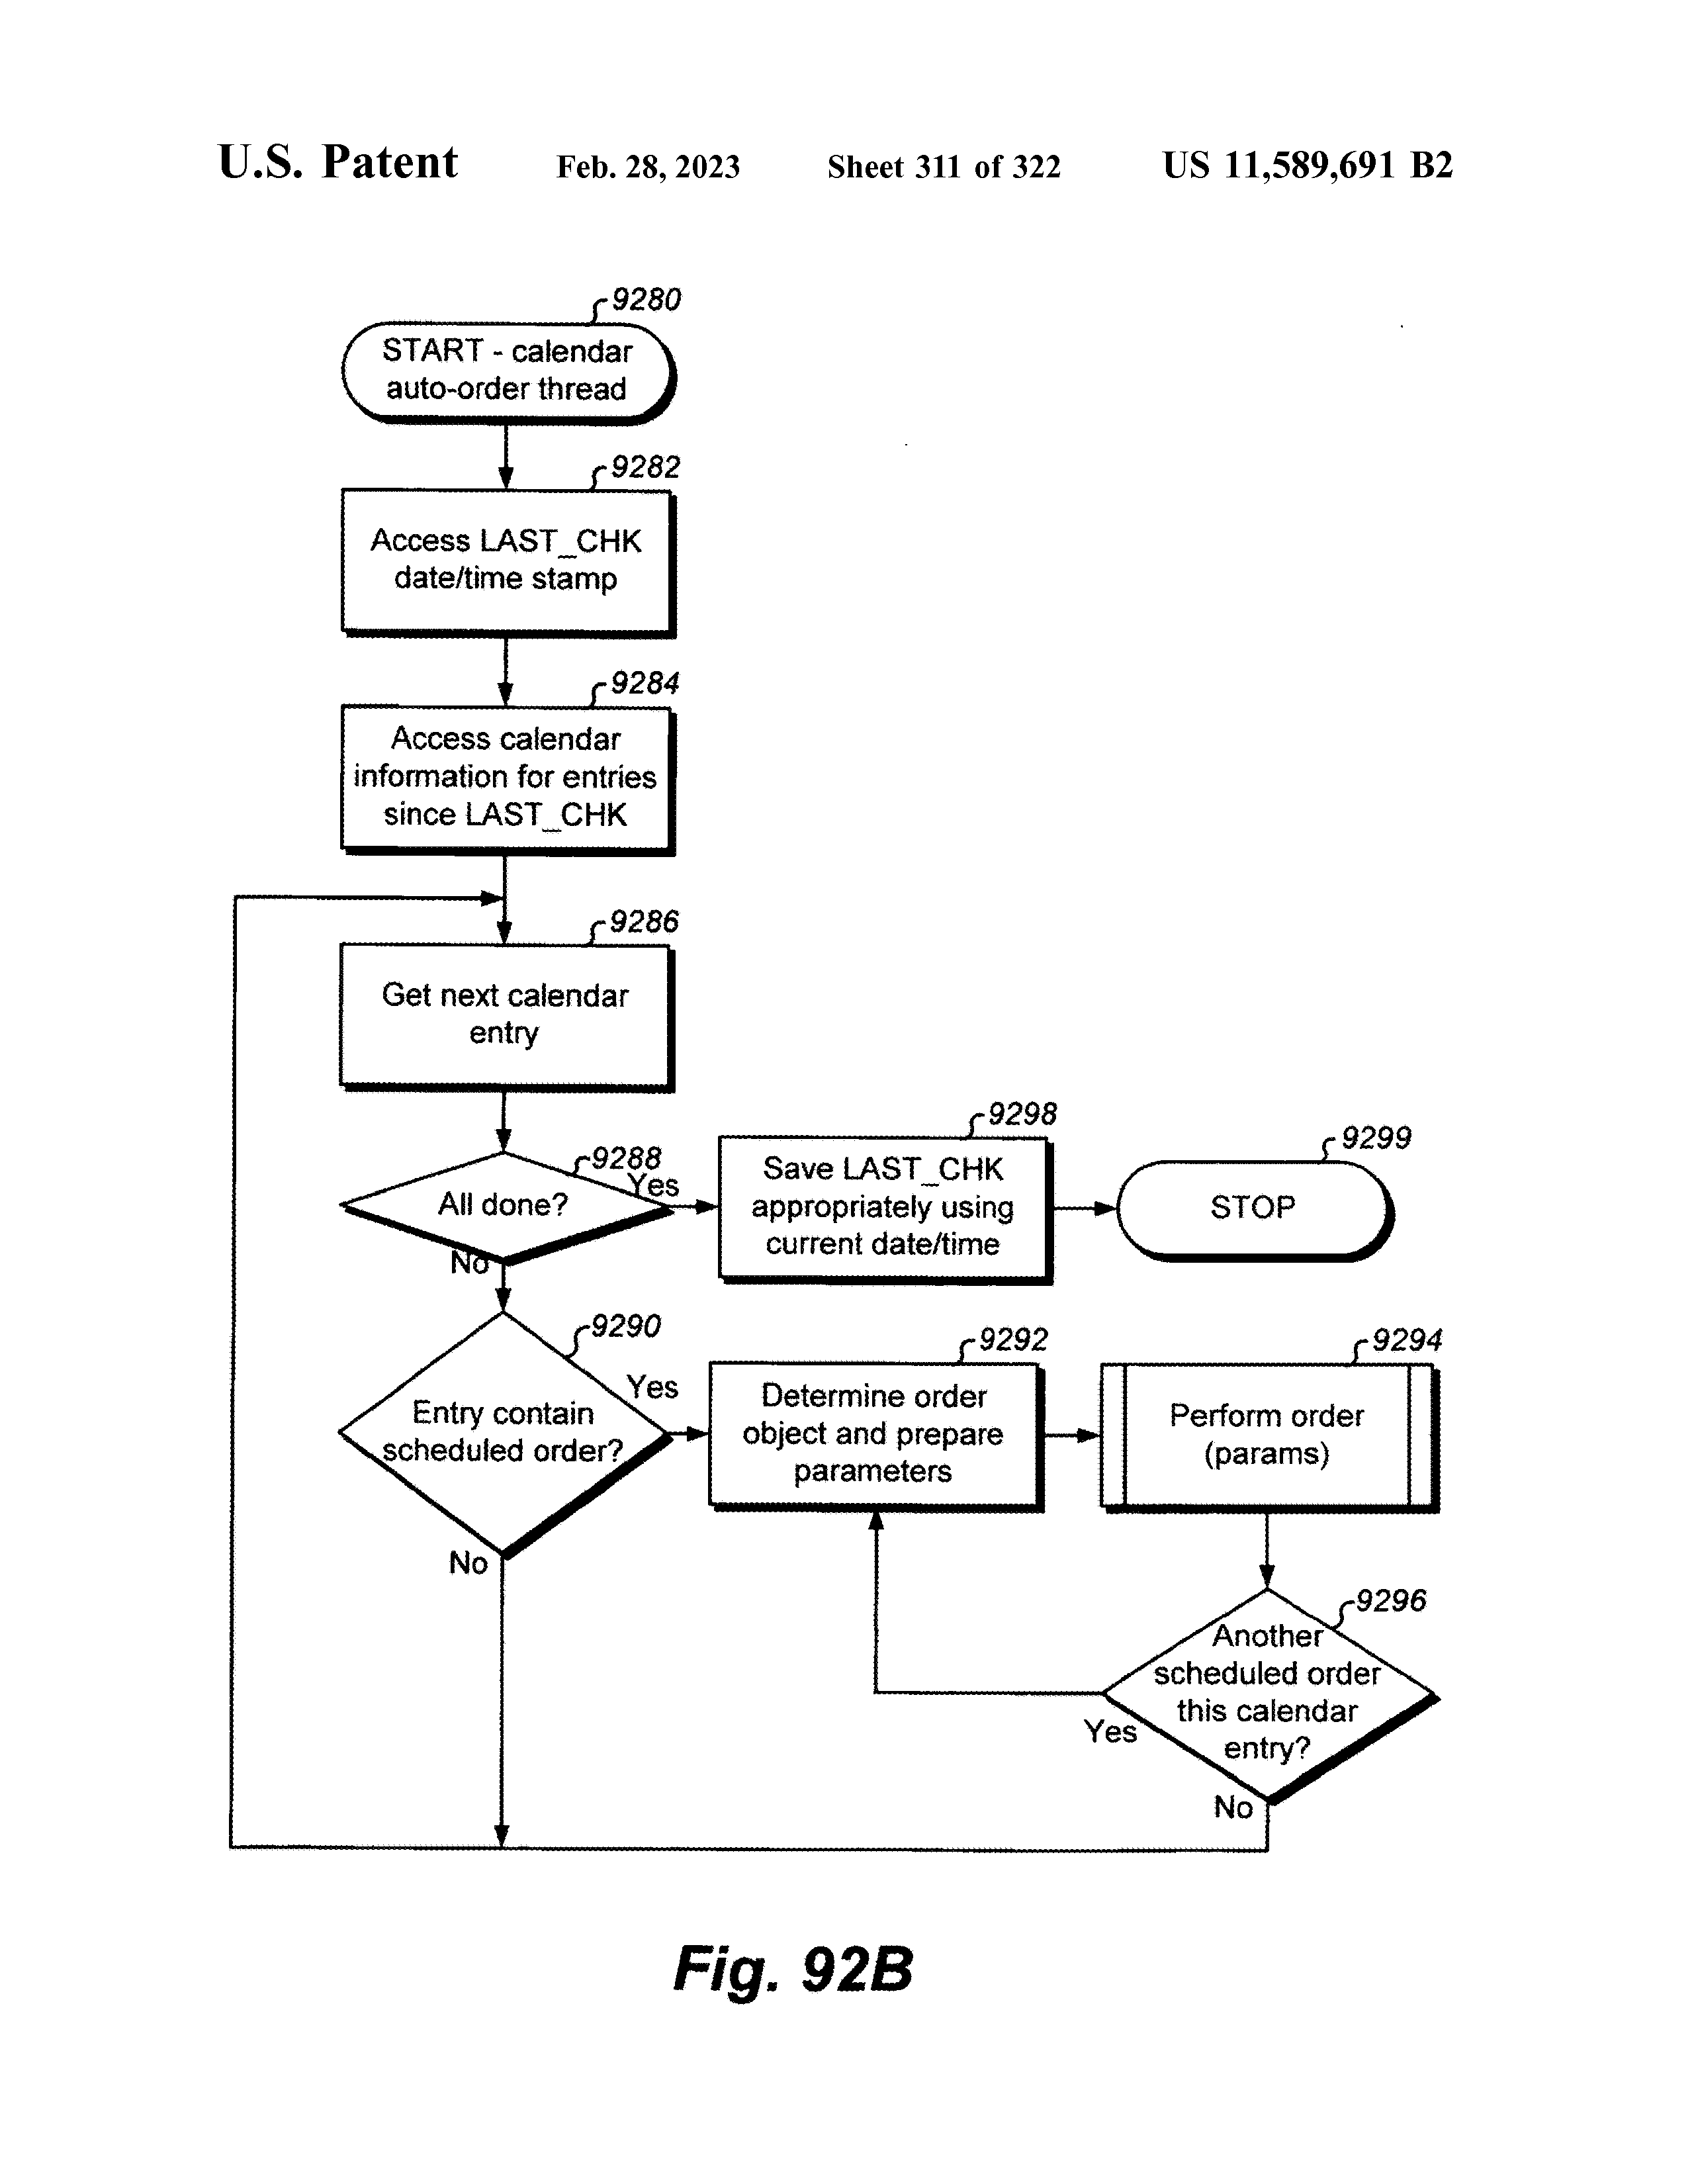 U.S. Patent Feb. 28, 2023 Sheet 311 of 322 US 11,589,691 B2
9280
START - calendar
auto-order thread
9282
Access LAST_CHK
date/time stamp
9284
Access calendar
information for entries
since LAST_CHK
9286
Get next calendar
entry
9288
All done?
Yes
No
9298
Save LAST_CHK
appropriately using
current date/time
9299
STOP
9290
Entry contain
scheduled order?
Yes
No
9292
Determine order
object and prepare
parameters
9294
Perform order
(params)
9296
Another
scheduled order
this calendar
entry?
Yes
No
Fig. 92B